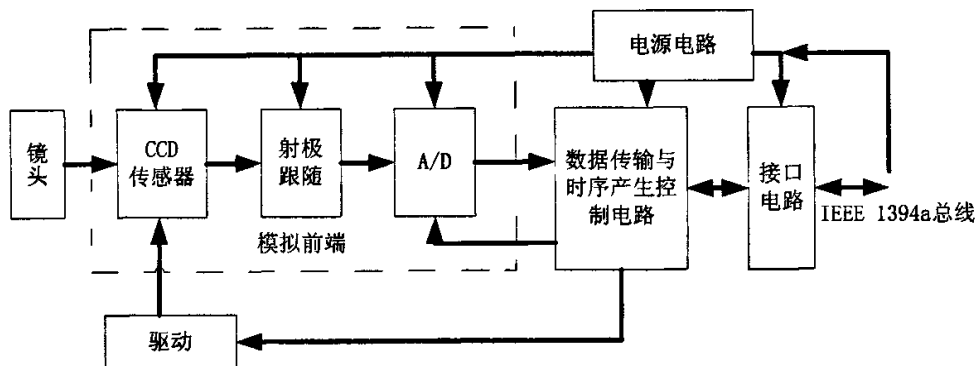 电源电路
镜
头
CCD
传感器
射极
跟随
A/D
数据传输与
时序产生控
制电路
接口
电路
IEEE 1394a总线
模拟前端
驱动